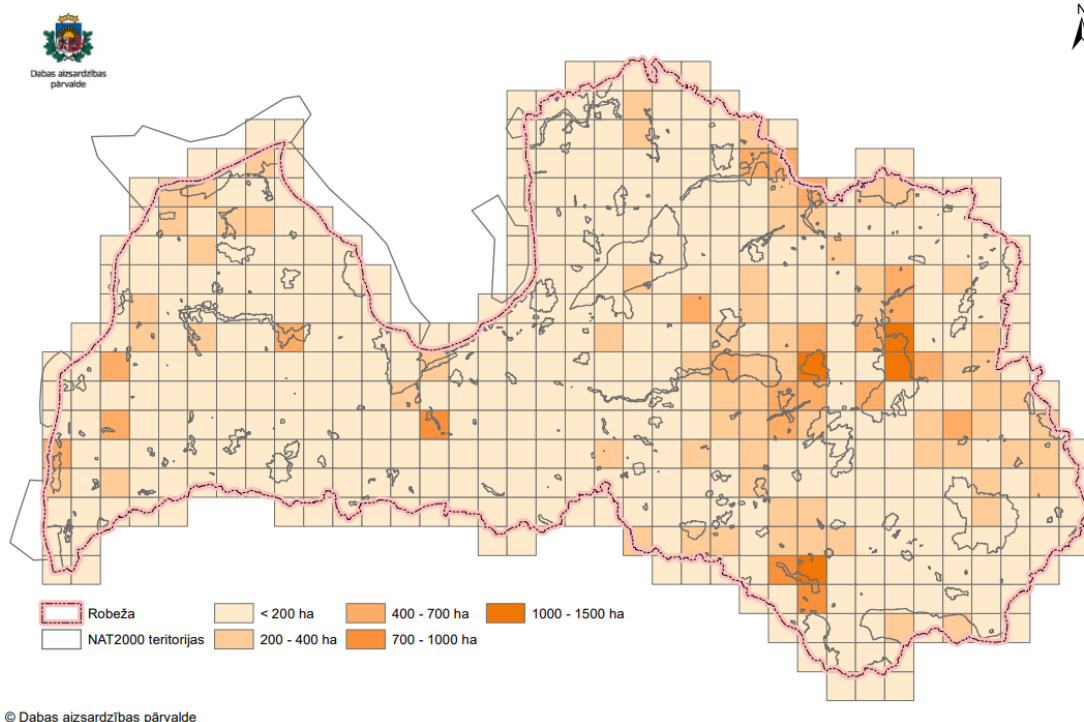 N
Dabas aizsardzības
pārvalde
Robeža
NAT2000 teritorijas
< 200 ha
200 - 400 ha
400 - 700 ha
700 - 1000 ha
1000 - 1500 ha
© Dabas aizsardzības pārvalde